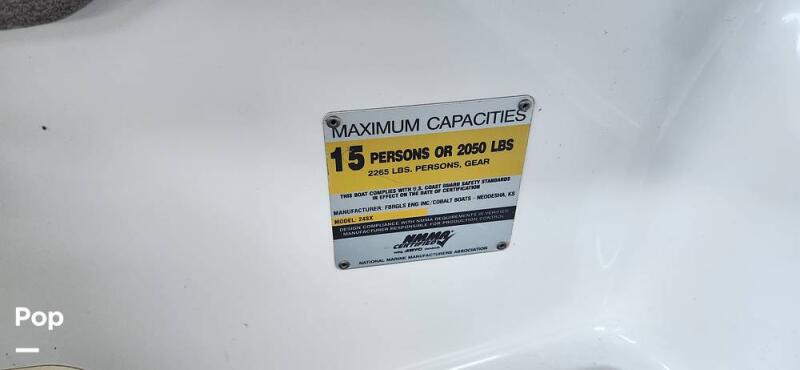 MAXIMUM CAPACITIES
15 PERSONS OR 2050 LBS
2265 LBS. PERSONS, GEAR
THIS BOAT COMPLIES WITH U.S. COAST GUARD SAFETY STANDARDS
IN EFFECT ON THE DATE OF CERTIFICATION
MANUFACTURER: FBRGLS ENG INC/COBALT BOATS - NEODESHA, KS
MODEL: 24SX
DESIGN COMPLIANCE WITH NMMA REQUIREMENTS IS VERIFIED
MANUFACTURER RESPONSIBLE FOR PRODUCTION CONTROL
NMMA
CERTIFIED
NATIONAL MARINE MANUFACTURERS ASSOCIATION
Pop